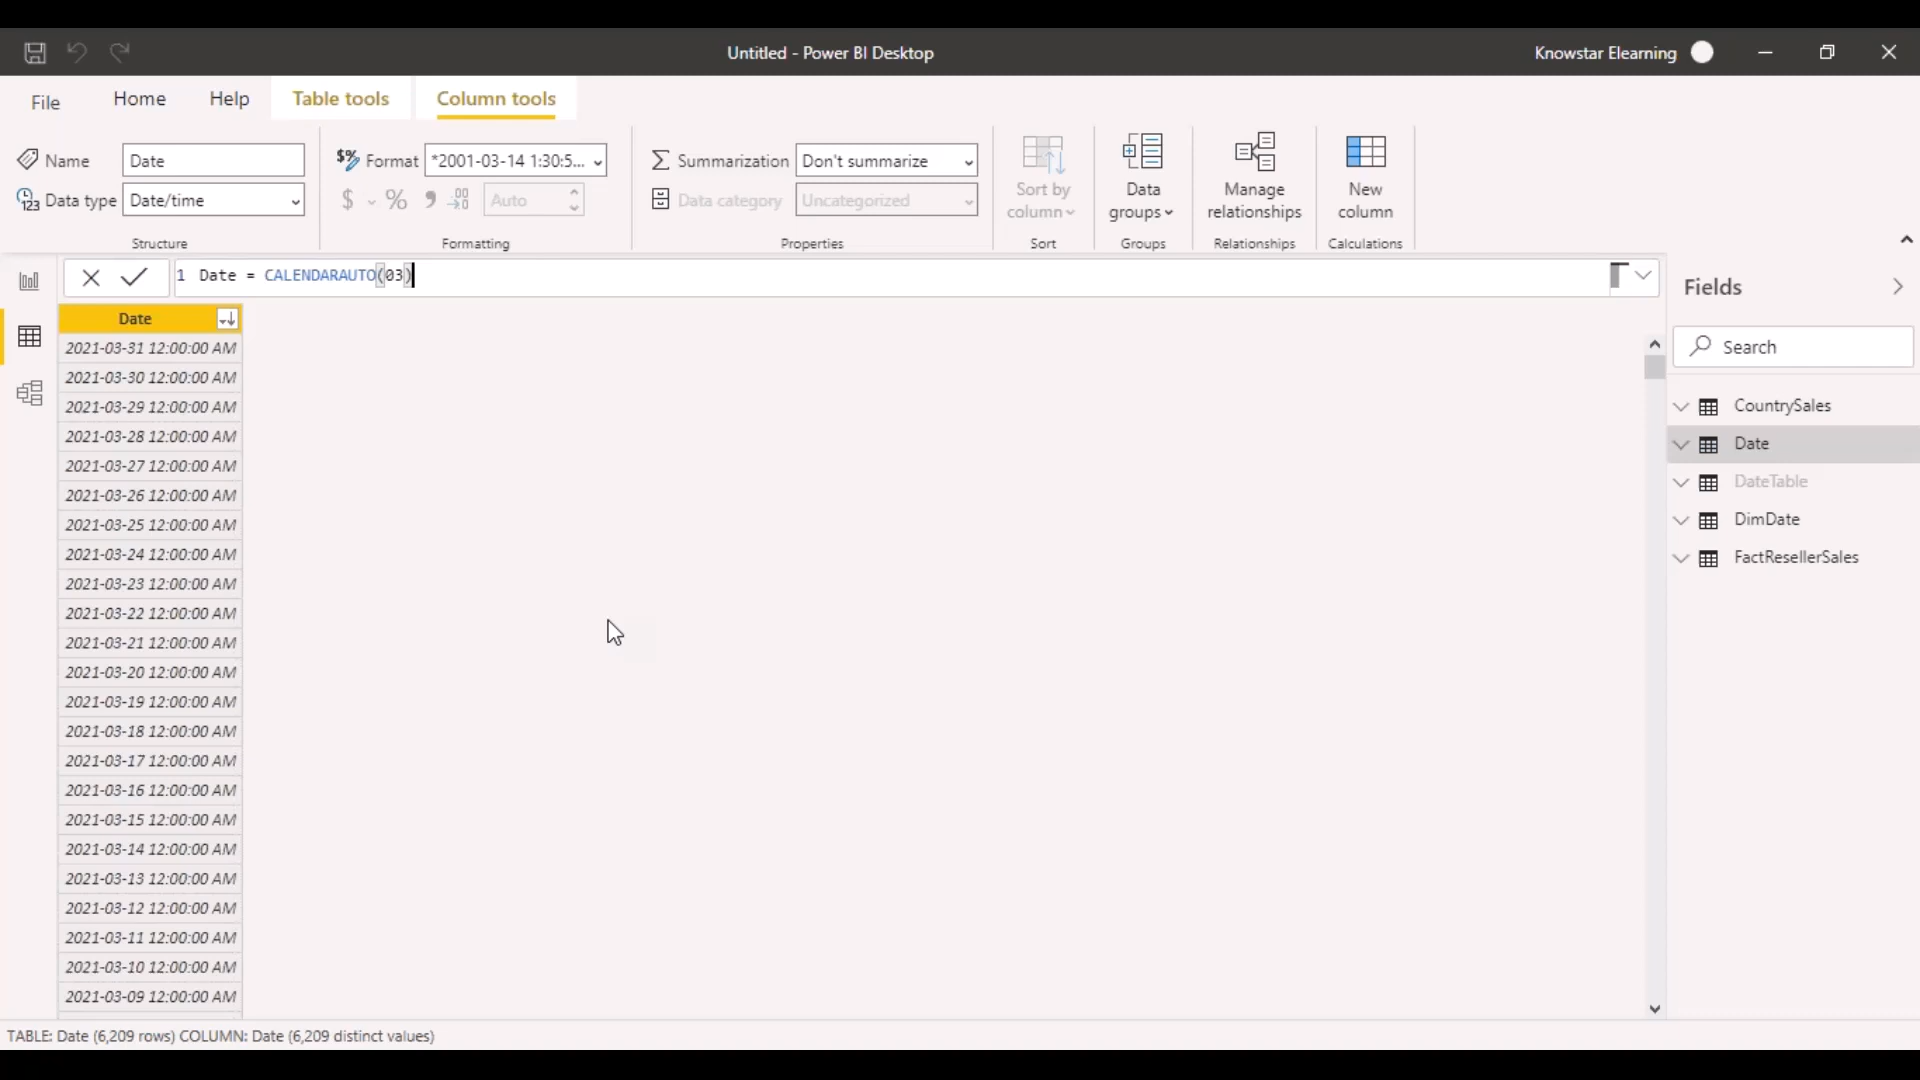 Untitled - Power BI Desktop
Knowstar Elearning
File
Home
Help
Table tools
Column tools
Name
Date
$% Format
*2001-03-14 1:30:5...
Summarization
Don't summarize
Data type
Date/time
$
%
Auto
Data category
Uncategorized
Sort by
column
Data
groups
Manage
relationships
New
column
Structure
Formatting
Properties
Sort
Groups
Relationships
Calculations
1 Date = CALENDARAUTO(03)
Date
2021-03-31 12:00:00 AM
2021-03-30 12:00:00 AM
2021-03-29 12:00:00 AM
2021-03-28 12:00:00 AM
2021-03-27 12:00:00 AM
2021-03-26 12:00:00 AM
2021-03-25 12:00:00 AM
2021-03-24 12:00:00 AM
2021-03-23 12:00:00 AM
2021-03-22 12:00:00 AM
2021-03-21 12:00:00 AM
2021-03-20 12:00:00 AM
2021-03-19 12:00:00 AM
2021-03-18 12:00:00 AM
2021-03-17 12:00:00 AM
2021-03-16 12:00:00 AM
2021-03-15 12:00:00 AM
2021-03-14 12:00:00 AM
2021-03-13 12:00:00 AM
2021-03-12 12:00:00 AM
2021-03-11 12:00:00 AM
2021-03-10 12:00:00 AM
2021-03-09 12:00:00 AM
Fields
Search
CountrySales
Date
DateTable
DimDate
FactResellerSales
TABLE: Date (6,209 rows) COLUMN: Date (6,209 distinct values)